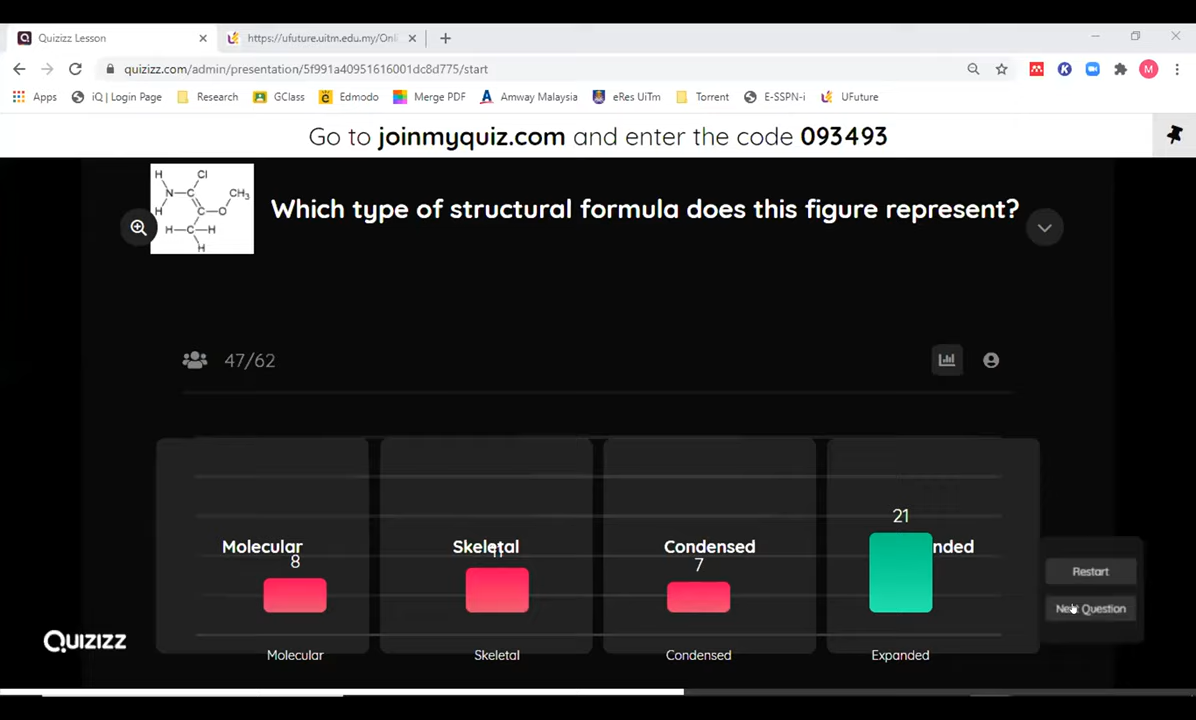 Quizizz Lesson
https://ufuture.uitm.edu.my/Onl
quizizz.com/admin/presentation/5f991a40951616001dc8d775/start
M
Apps
iQ | Login Page
Research
GClass
Edmodo
Merge PDF
Amway Malaysia
eRes UiTm
Torrent
E-SSPN-i
UFuture
Go to joinmyquiz.com and enter the code 093493
H Cl
N C CH3
H C O
H C H
H
Which type of structural formula does this figure represent?
47/62
21
Molecular Skeletal Condensed nded
8 11 7
Restart
Next Question
Quizizz
Molecular Skeletal Condensed Expanded